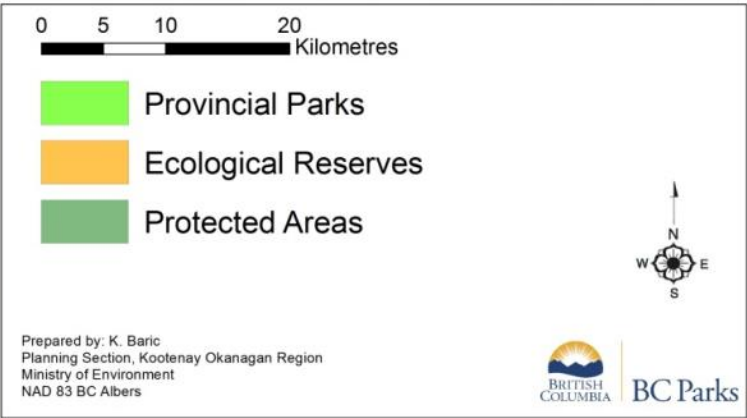 0 5 10 20
Kilometres
Provincial Parks
Ecological Reserves
Protected Areas
N
W E
S
Prepared by: K. Baric
Planning Section, Kootenay Okanagan Region
Ministry of Environment
NAD 83 BC Albers
BRITISH
COLUMBIA
BC Parks